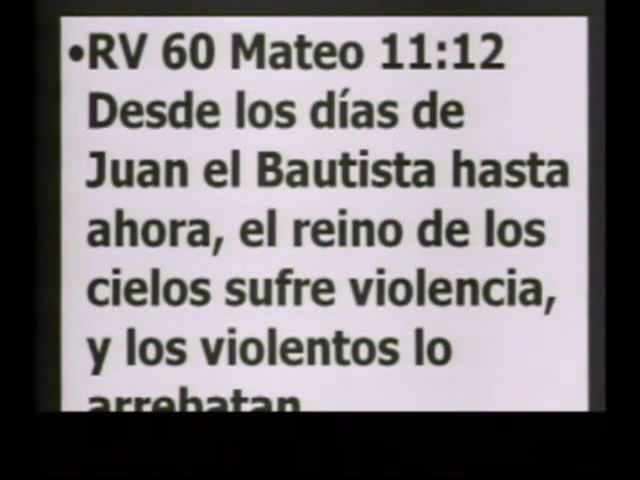 •RV 60 Mateo 11:12
Desde los días de
Juan el Bautista hasta
ahora, el reino de los
cielos sufre violencia,
y los violentos lo
arrebatan